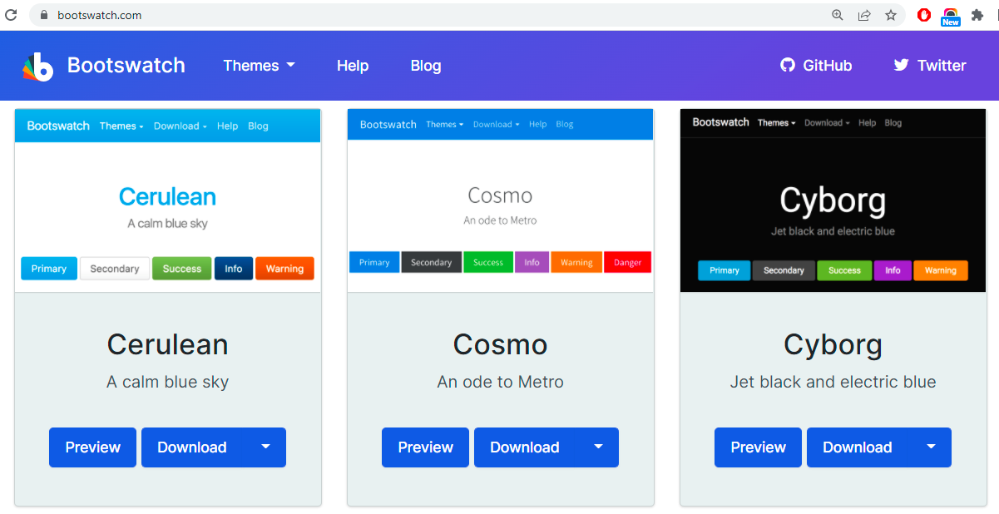 bootswatch.com
New
Bootswatch Themes Help Blog GitHub Twitter
Bootswatch Themes Download Help Blog
Cerulean
A calm blue sky
Primary Secondary Success Info Warning
Cerulean
A calm blue sky
Preview Download
Bootswatch Themes Download Help Blog
Cosmo
An ode to Metro
Primary Secondary Success Info Warning Danger
Cosmo
An ode to Metro
Preview Download
Bootswatch Themes Download Help Blog
Cyborg
Jet black and electric blue
Primary Secondary Success Info Warning
Cyborg
Jet black and electric blue
Preview Download